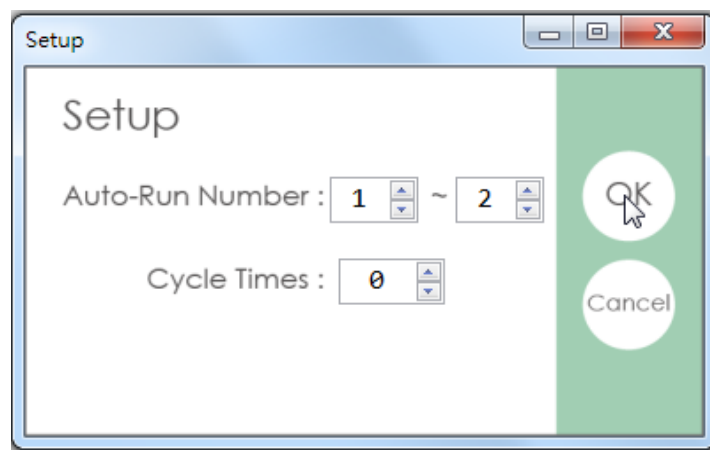 Setup
Setup
Auto-Run Number : 1 ~ 2
OK
Cycle Times : 0
Cancel